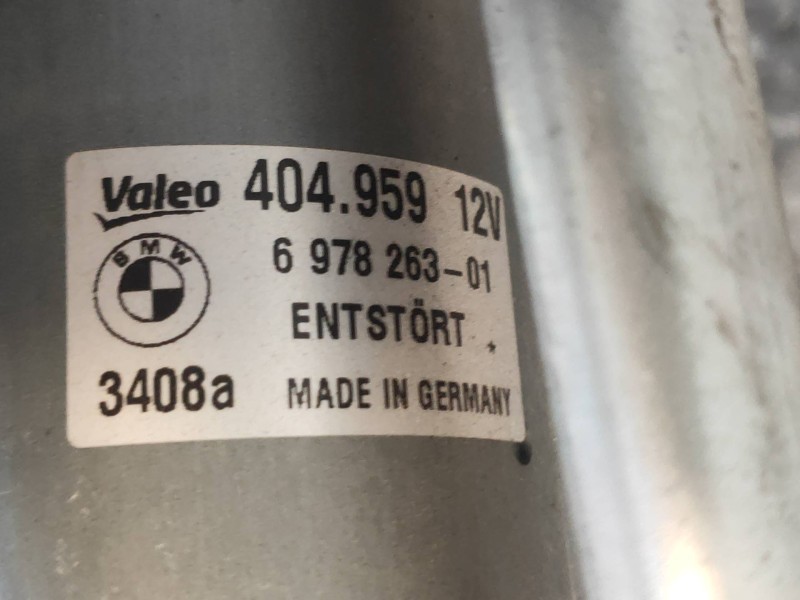 Valeo 404.959 12V
BMW 6 978 263-01
ENTSTÖRT
3408a MADE IN GERMANY